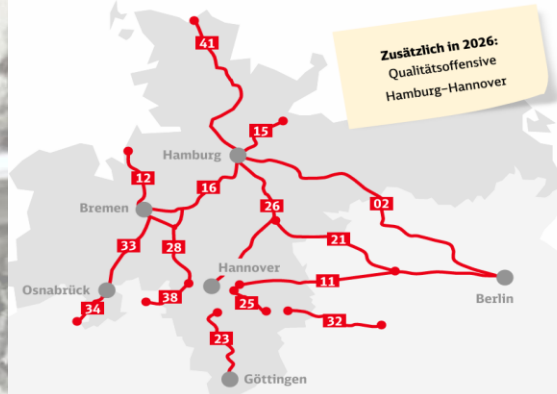 41
Zusätzlich in 2026:
Qualitätsoffensive
Hamburg–Hannover
15
Hamburg
12
16
Bremen
26
02
33
28
21
Hannover
11
Osnabrück
38
25
Berlin
34
32
23
Göttingen